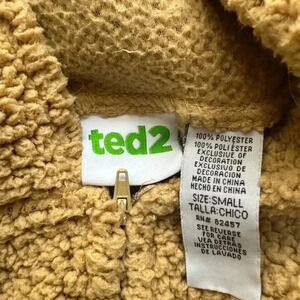 ted2
100% POLYESTER
100% POLIÉSTER
EXCLUSIVE OF
DECORATION
EXCLUSIVO DE
DECORACION
MADE IN CHINA
HECHO EN CHINA
SIZE:SMALL
TALLA:CHICO
RN# 82457
SEE REVERSE
FOR CARE
VEA DETRAS
INSTRUCCIONES
DE LAVADO